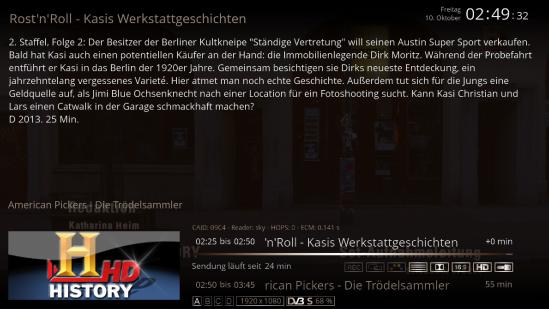 Rost'n'Roll - Kasis Werkstattgeschichten
Freitag
10. Oktober
02:49:32
2. Staffel, Folge 2: Der Besitzer der Berliner Kultkneipe "Ständige Vertretung" will seinen Austin Super Sport verkaufen.
Bald hat Kasi auch einen potentiellen Käufer an der Hand: die Immobilienlegende Dirk Moritz. Während der Probefahrt
entführt er Kasi in das Berlin der 1920er Jahre. Gemeinsam besichtigen sie Dirks neueste Entdeckung, ein
jahrzehntelang vergessenes Varieté. Hier atmet man noch echte Geschichte. Außerdem tut sich für die Jungs eine
Geldquelle auf, als Jimi Blue Ochsenknecht nach einer Location für ein Fotoshooting sucht. Kann Kasi Christian und
Lars einen Catwalk in der Garage schmackhaft machen?
D 2013. 25 Min.
American Pickers - Die Trödelsammler
Redaktion
Katharina Heim
CAID: 09C4 - Reader: sky - HOPS: 0 - ECM: 0.141 s
02:25 bis 02:50 'n'Roll - Kasis Werkstattgeschichten +0 min
Sendung läuft seit 24 min
REC 16:9 HD
02:50 bis 03:45 rican Pickers - Die Trödelsammler 55 min
A B C D 1920 x 1080 DVB S 68 %
H HD
HISTORY